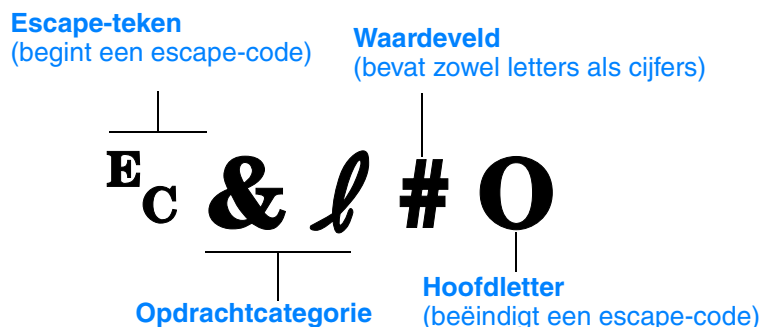 Escape-teken
(begint een escape-code)
Waardeveld
(bevat zowel letters als cijfers)
EC & ℓ # O
Opdrachtcategorie
Hoofdletter
(beëindigt een escape-code)